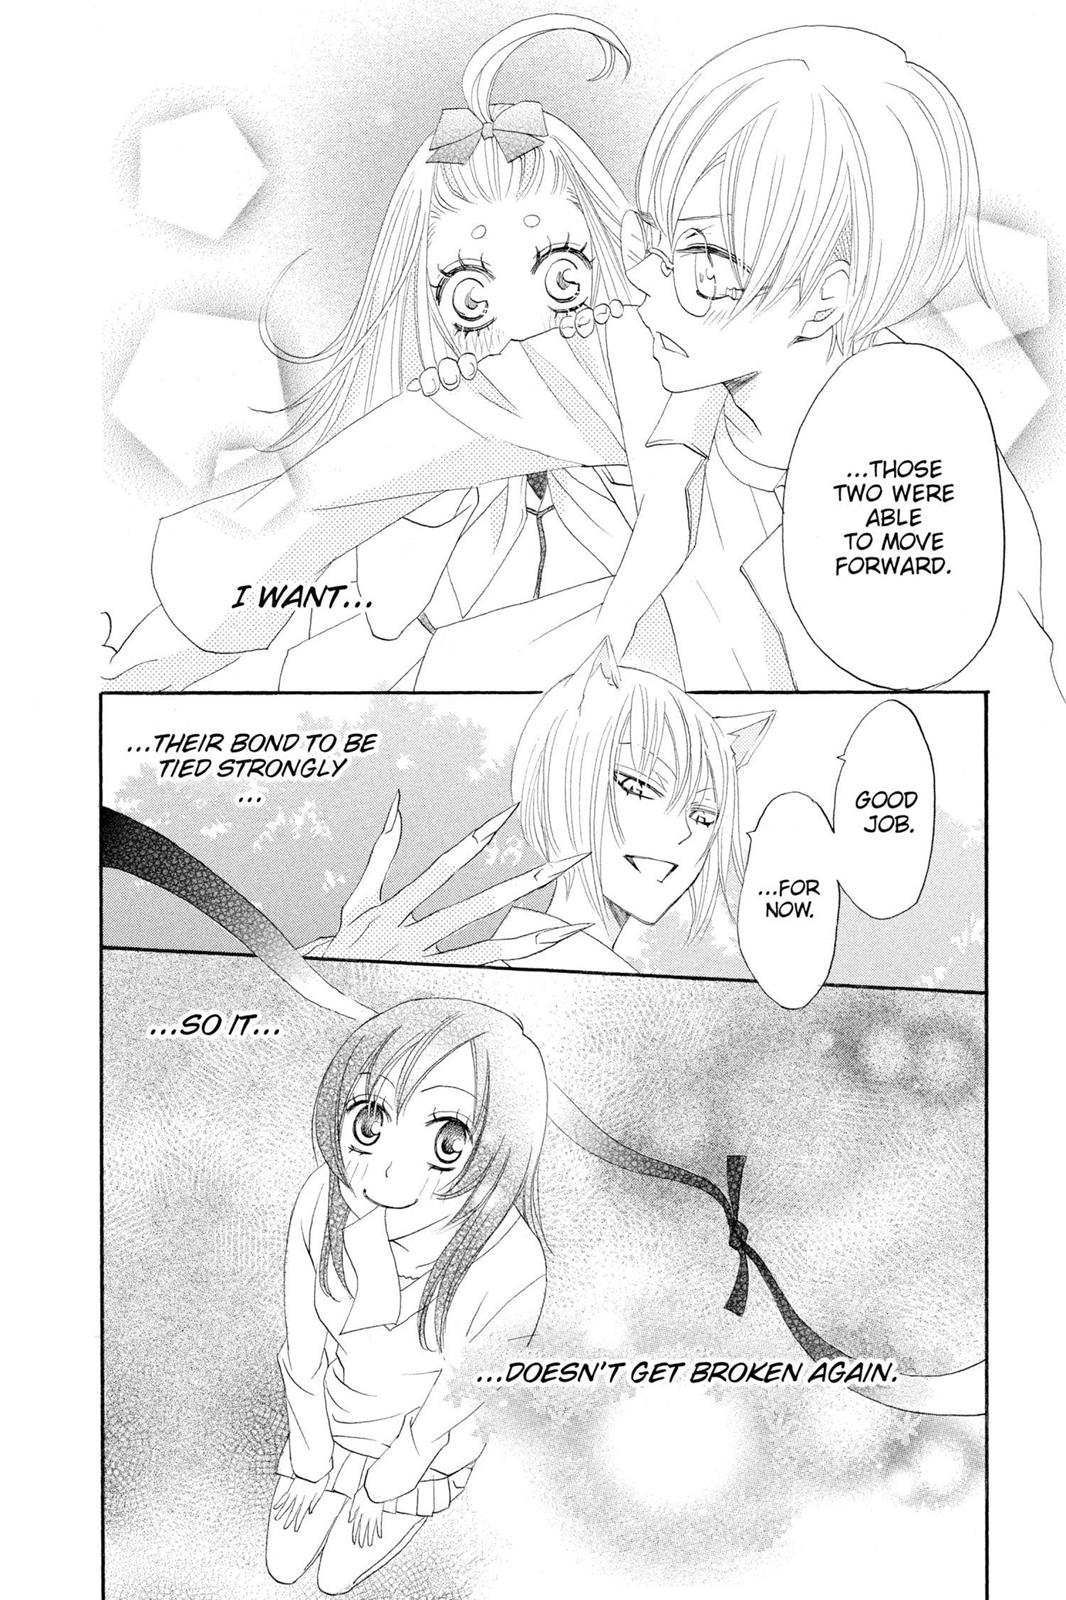 ...THOSE
TWO WERE
ABLE
TO MOVE
FORWARD.
I WANT...
...THEIR BOND TO BE
TIED STRONGLY
...
GOOD
JOB.
...FOR
NOW.
...SO IT...
...DOESN'T GET BROKEN AGAIN.